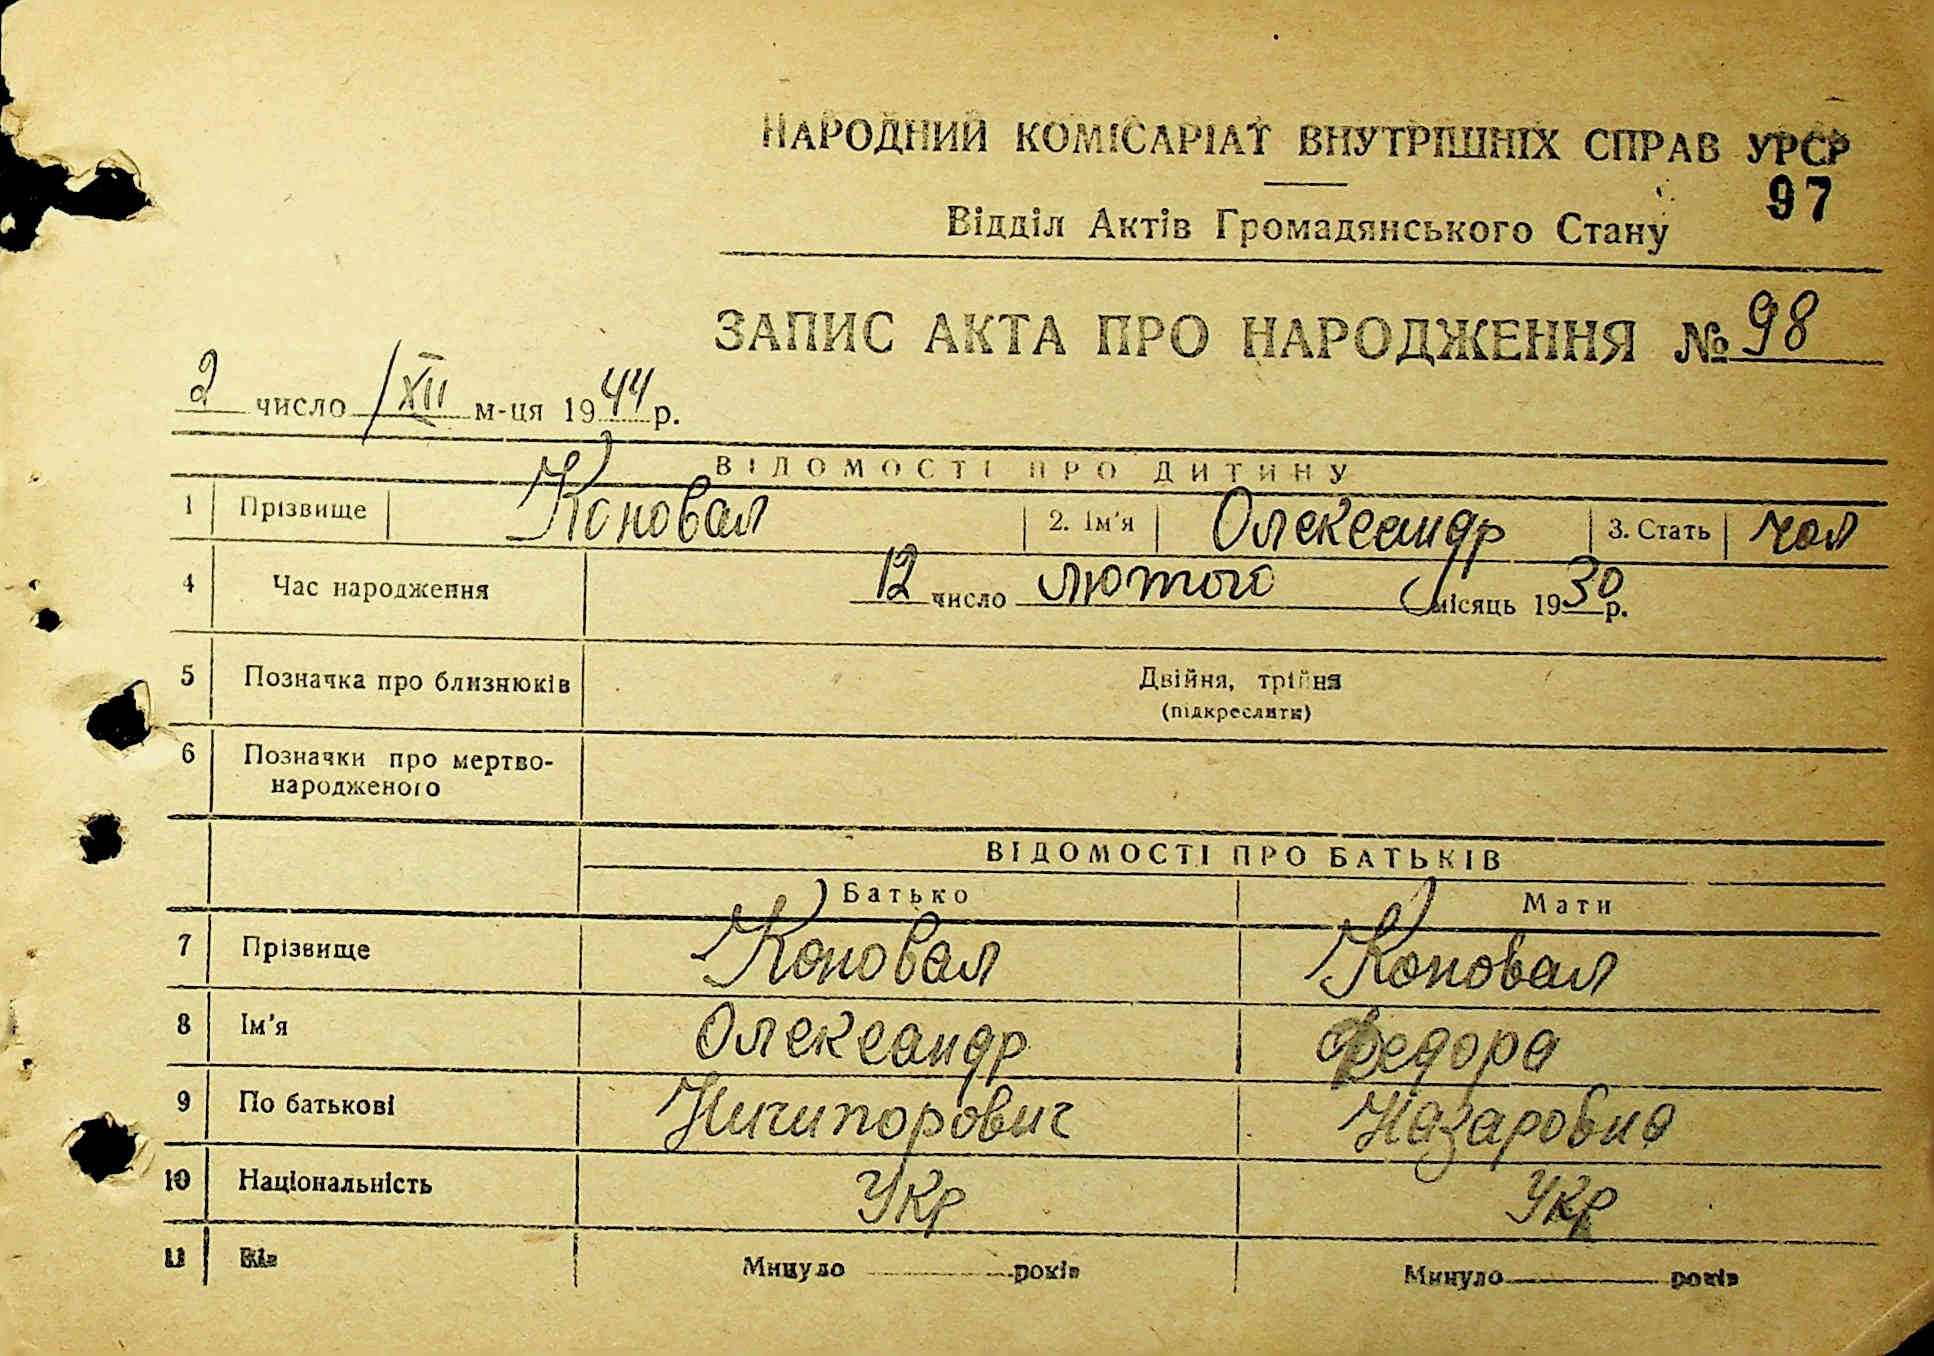 НАРОДНИЙ КОМІСАРІАТ ВНУТРІШНІХ СПРАВ УРСР
97
Відділ Актів Громадянського Стану
ЗАПИС АКТА ПРО НАРОДЖЕННЯ № 98
2 число XII м-ця 1944 р.
ВІДОМОСТІ ПРО ДИТИНУ
1 Прізвище Коновал 2. Ім'я Олександр 3. Стать чол
4 Час народження 12 число лютого місяць 1930 р.
5 Позначка про близнюків Двійня, трійня
(підкреслити)
6 Позначки про мертво-
народженого
ВІДОМОСТІ ПРО БАТЬКІВ
Батько Мати
7 Прізвище Коновал Коновал
8 Ім'я Олександр Федора
9 По батькові Ничипорович Назаровна
10 Національність Укр Укр
11 Вік Минуло років Минуло років